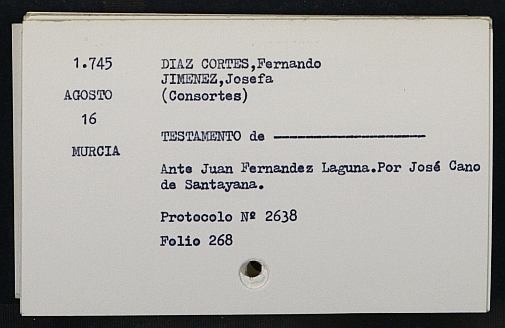 1.745 DIAZ CORTES,Fernando
JIMENEZ,Josefa
AGOSTO (Consortes)
16
TESTAMENTO de ————————————
MURCIA
Ante Juan Fernandez Laguna.Por José Cano
de Santayana.
Protocolo Nº 2638
Folio 268